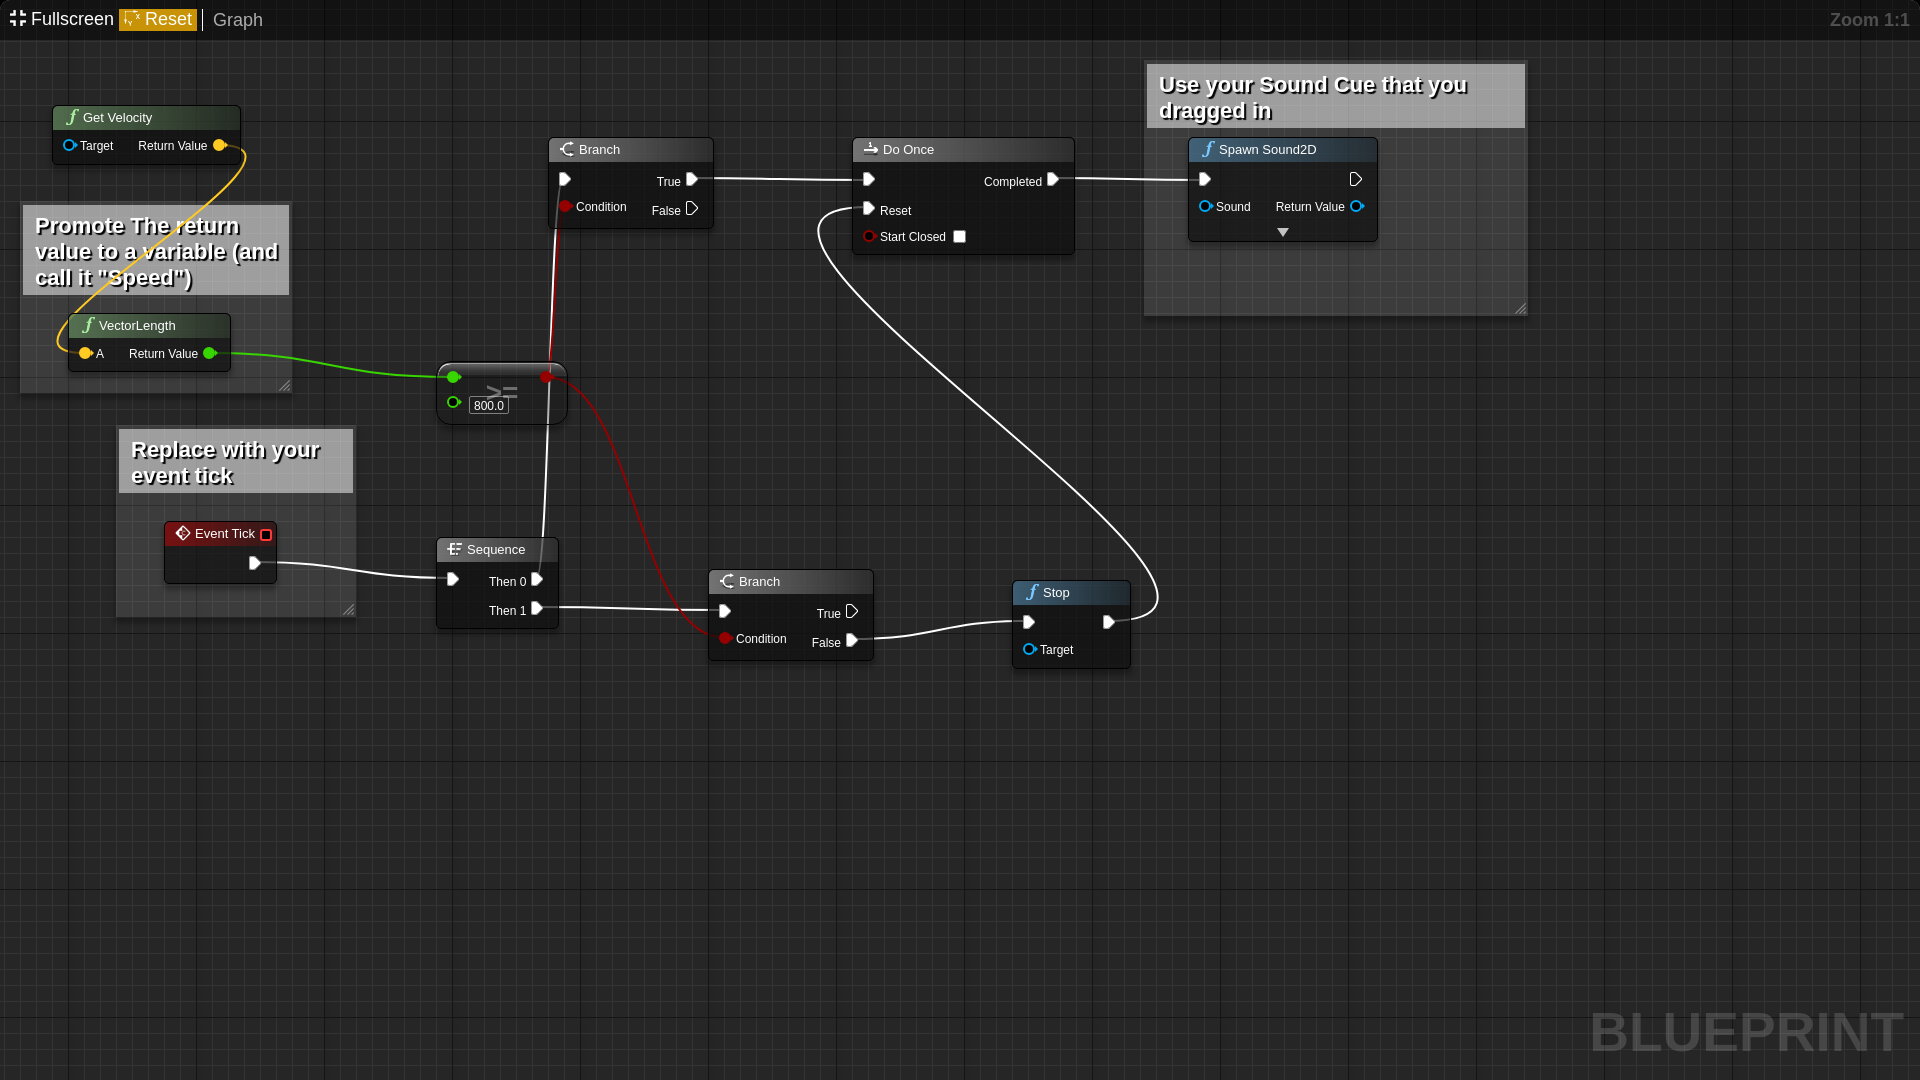 Fullscreen Reset Graph
Zoom 1:1
Get Velocity
Target Return Value
Promote The return
value to a variable (and
call it "Speed")
VectorLength
A Return Value
Replace with your
event tick
Event Tick
>=
800.0
Sequence
Then 0
Then 1
Branch
True
Condition
False
Branch
True
Condition
False
Do Once
Completed
Reset
Start Closed
Stop
Target
Use your Sound Cue that you
dragged in
Spawn Sound2D
Sound Return Value
BLUEPRINT